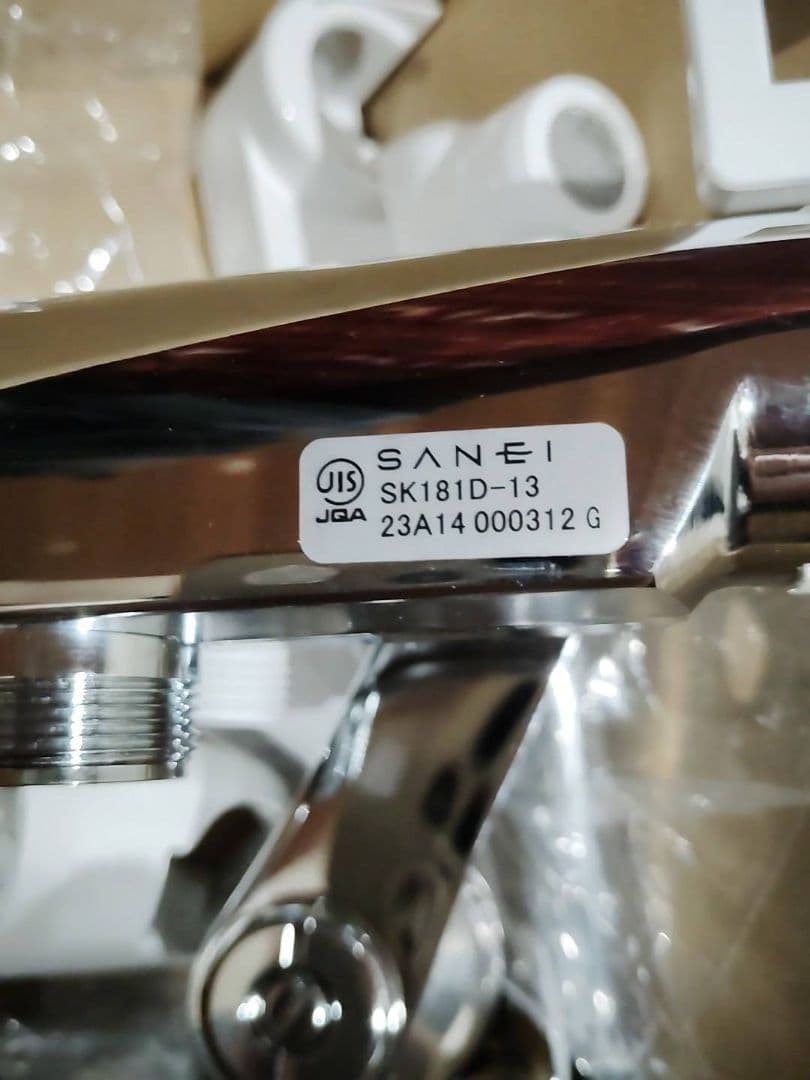 SANEI
JIS
SK181D-13
JQA
23A14 000312 G